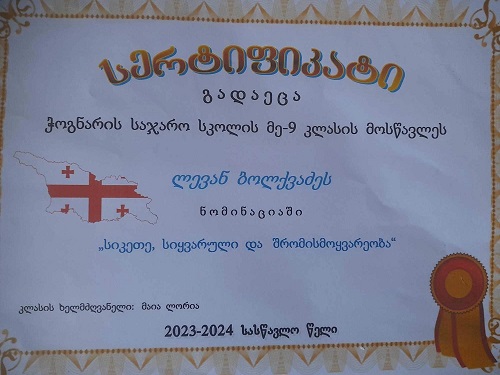 სერტიფიკატი
გადაეცა
ჭოგნარის საჯარო სკოლის მე-9 კლასის მოსწავლეს
ლევან ბოლქვაძეს
ნომინაციაში
„სიკეთე, სიყვარული და შრომისმოყვარეობა“
კლასის ხელმძღვანელი: მაია ლორია
2023-2024 სასწავლო წელი